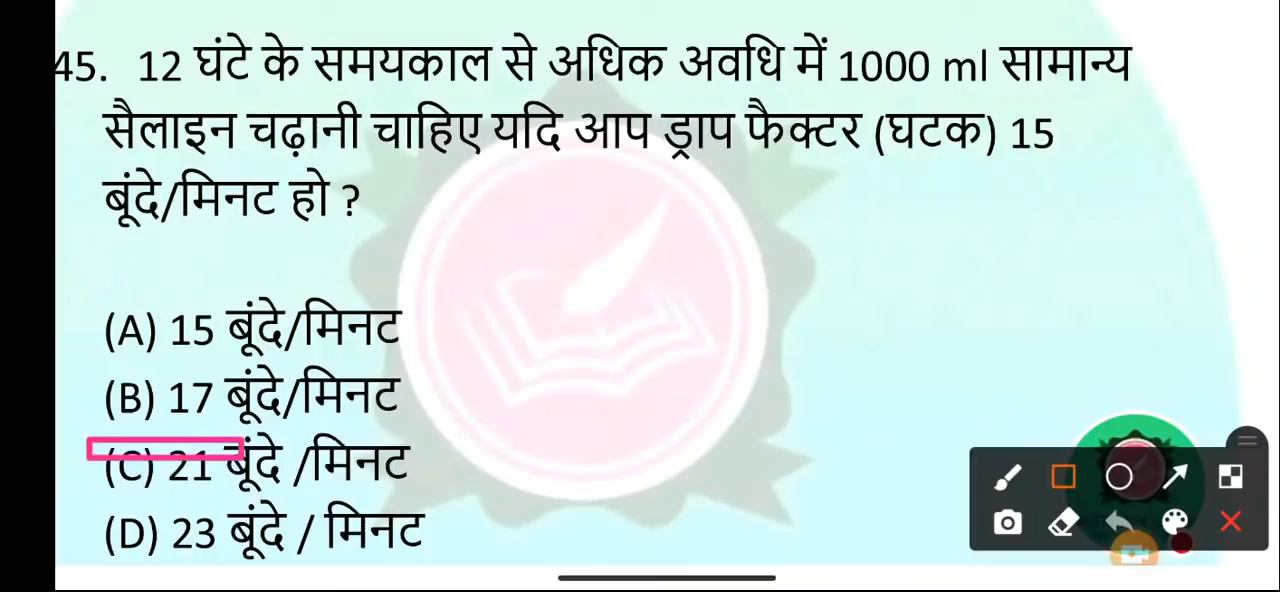 45. 12 घंटे के समयकाल से अधिक अवधि में 1000 ml सामान्य
सैलाइन चढ़ानी चाहिए यदि आप ड्राप फैक्टर (घटक) 15
बूंदे/मिनट हो ?
(A) 15 बूंदे/मिनट
(B) 17 बूंदे/मिनट
(C) 21 बूंदे /मिनट
(D) 23 बूंदे / मिनट